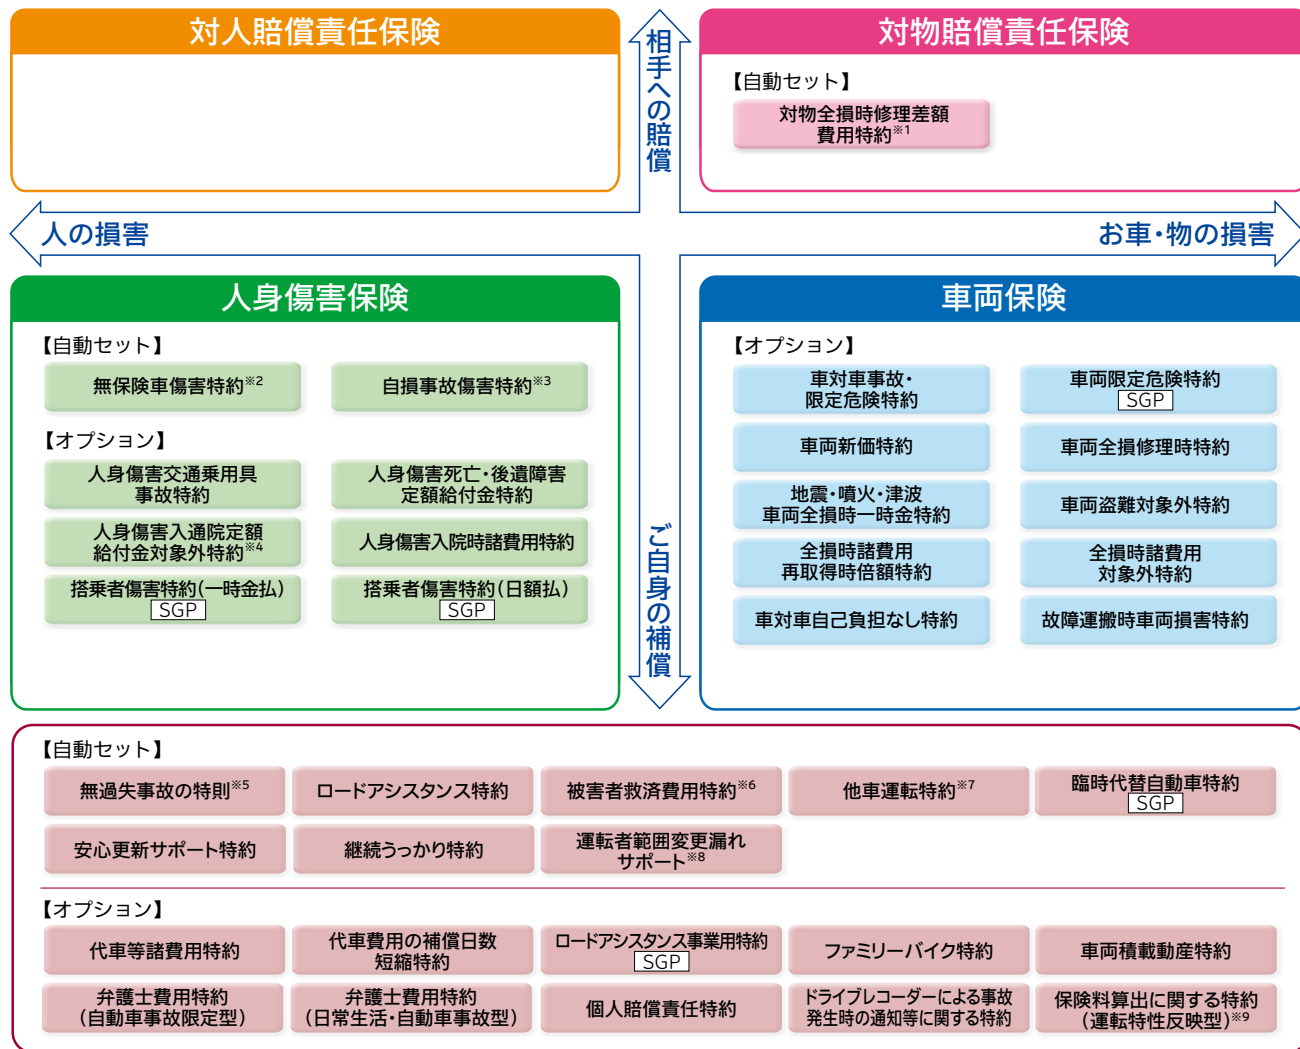 対人賠償責任保険
相手への賠償
対物賠償責任保険
【自動セット】
対物全損時修理差額
費用特約※1
人の損害
お車・物の損害
人身傷害保険
【自動セット】
無保険車傷害特約※2
自損事故傷害特約※3
【オプション】
人身傷害交通乗用具
事故特約
人身傷害死亡・後遺障害
定額給付金特約
人身傷害入通院定額
給付金対象外特約※4
人身傷害入院時諸費用特約
搭乗者傷害特約(一時金払)
SGP
搭乗者傷害特約(日額払)
SGP
ご自身の補償
車両保険
【オプション】
車対車事故・
限定危険特約
車両限定危険特約
SGP
車両新価特約
車両全損修理時特約
地震・噴火・津波
車両全損時一時金特約
車両盗難対象外特約
全損時諸費用
再取得時倍額特約
全損時諸費用
対象外特約
車対車自己負担なし特約
故障運搬時車両損害特約
【自動セット】
無過失事故の特則※5
ロードアシスタンス特約
被害者救済費用特約※6
他車運転特約※7
臨時代替自動車特約
SGP
安心更新サポート特約
継続うっかり特約
運転者範囲変更漏れ
サポート※8
【オプション】
代車等諸費用特約
代車費用の補償日数
短縮特約
ロードアシスタンス事業用特約
SGP
ファミリーバイク特約
車両積載動産特約
弁護士費用特約
(自動車事故限定型)
弁護士費用特約
(日常生活・自動車事故型)
個人賠償責任特約
ドライブレコーダーによる事故
発生時の通知等に関する特約
保険料算出に関する特約
(運転特性反映型)※9